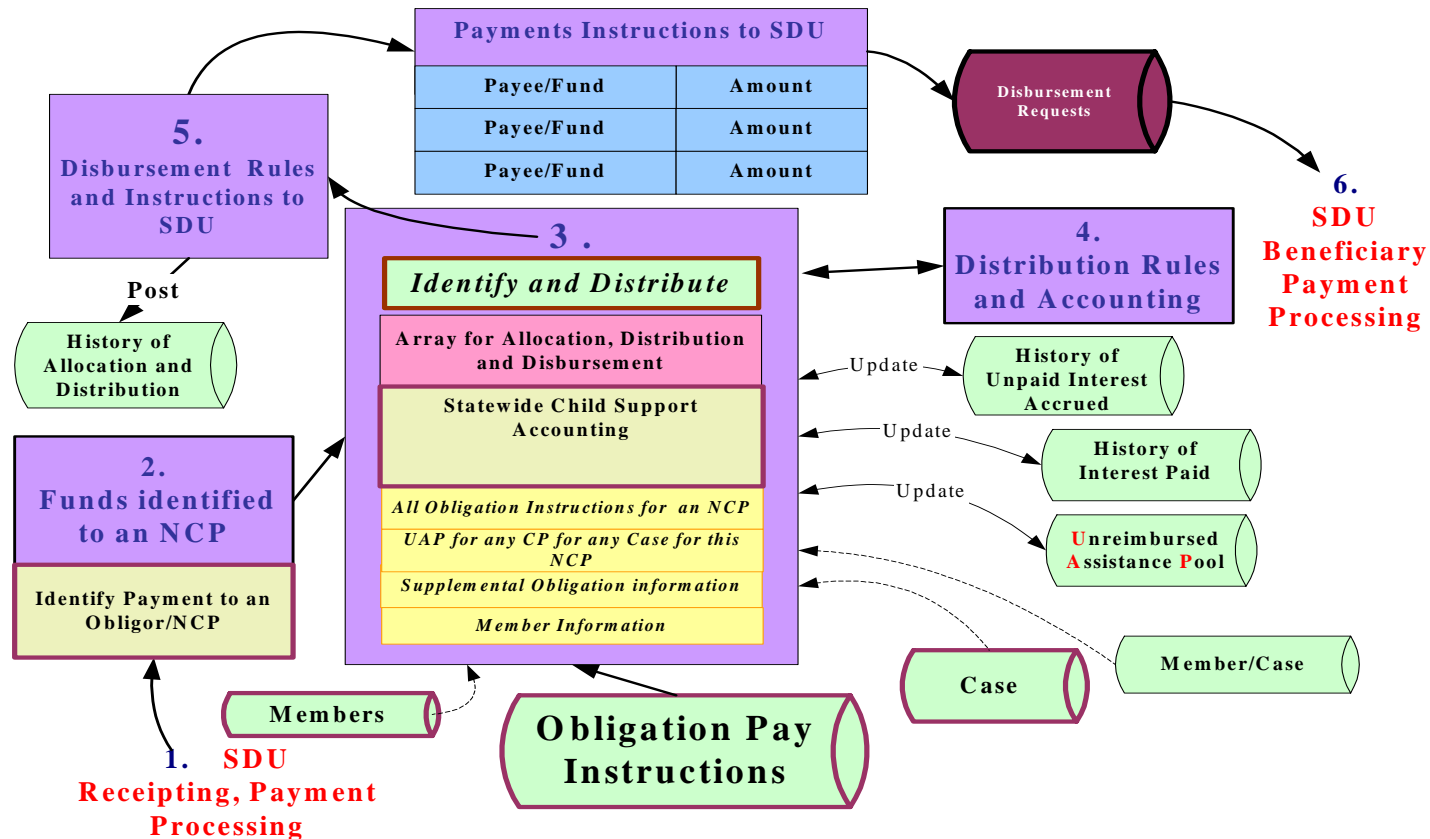 Payments Instructions to SDU
Payee/Fund
Amount
Payee/Fund
Amount
Payee/Fund
Amount
Disbursement
Requests
5.
Disbursement Rules
and Instructions to
SDU
Post
History of
Allocation and
Distribution
3 .
Identify and Distribute
Array for Allocation, Distribution
and Disbursement
Statewide Child Support
Accounting
All Obligation Instructions for an NCP
UAP for any CP for any Case for this
NCP
Supplemental Obligation information
Member Information
4.
Distribution Rules
and Accounting
6.
SDU
Beneficiary
Payment
Processing
Update
History of
Unpaid Interest
Accrued
Update
History of
Interest Paid
Update
Unreimbursed
Assistance Pool
2.
Funds identified
to an NCP
Identify Payment to an
Obligor/NCP
Members
Obligation Pay
Instructions
Case
Member/Case
1. SDU
Receipting, Payment
Processing